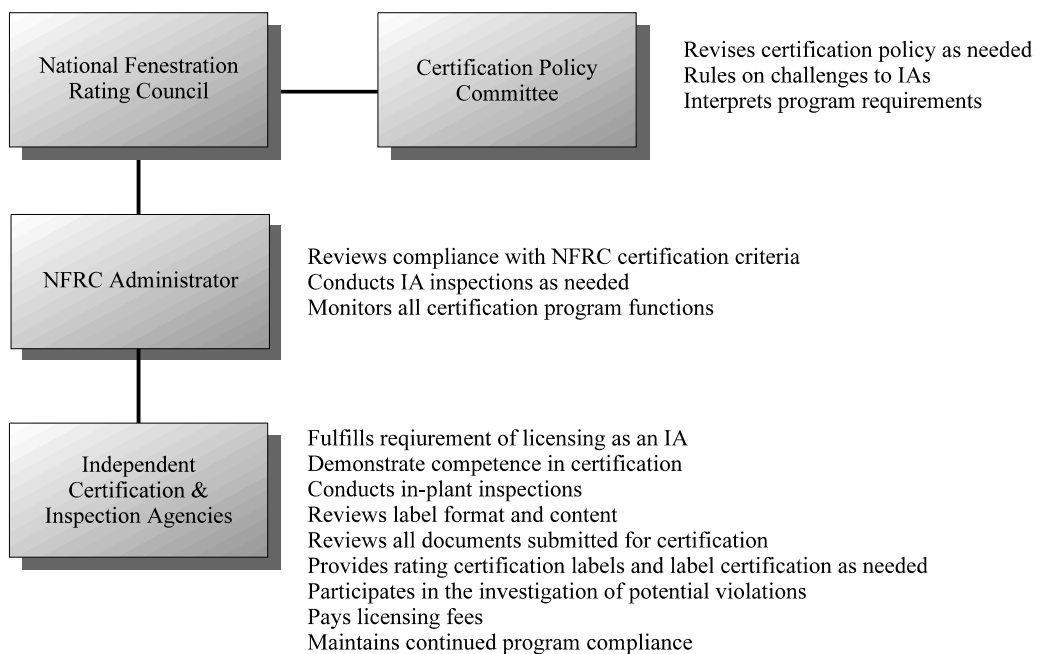 National Fenestration
Rating Council
Certification Policy
Committee
Revises certification policy as needed
Rules on challenges to IAs
Interprets program requirements
NFRC Administrator
Reviews compliance with NFRC certification criteria
Conducts IA inspections as needed
Monitors all certification program functions
Independent
Certification &
Inspection Agencies
Fulfills reqiurement of licensing as an IA
Demonstrate competence in certification
Conducts in-plant inspections
Reviews label format and content
Reviews all documents submitted for certification
Provides rating certification labels and label certification as needed
Participates in the investigation of potential violations
Pays licensing fees
Maintains continued program compliance